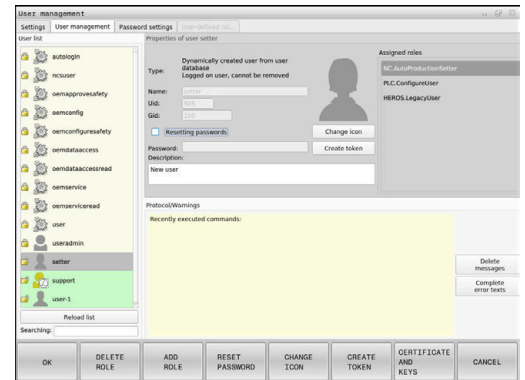 User management
Settings User management Password settings
User list
autologin
ncsuser
oemapprovesafety
oemconfig
oemconfiguresafety
oemdataaccess
oemdataaccessread
oemservice
oemserviceread
user
useradmin
setter
support
user-1
Reload list
Searching:
Properties of user setter
Type:
Dynamically created user from user
database
Logged on user, cannot be removed
Name: setter
Uid:
Gid:
Resetting passwords
Change icon
Password:
Create token
Description:
New user
Assigned roles
NC.AutoProductionSetter
PLC.ConfigureUser
HEROS.LegacyUser
Protocol/Warnings
Recently executed commands:
Delete
messages
Complete
error texts
OK
DELETE
ROLE
ADD
ROLE
RESET
PASSWORD
CHANGE
ICON
CREATE
TOKEN
CERTIFICATE
AND
KEYS
CANCEL